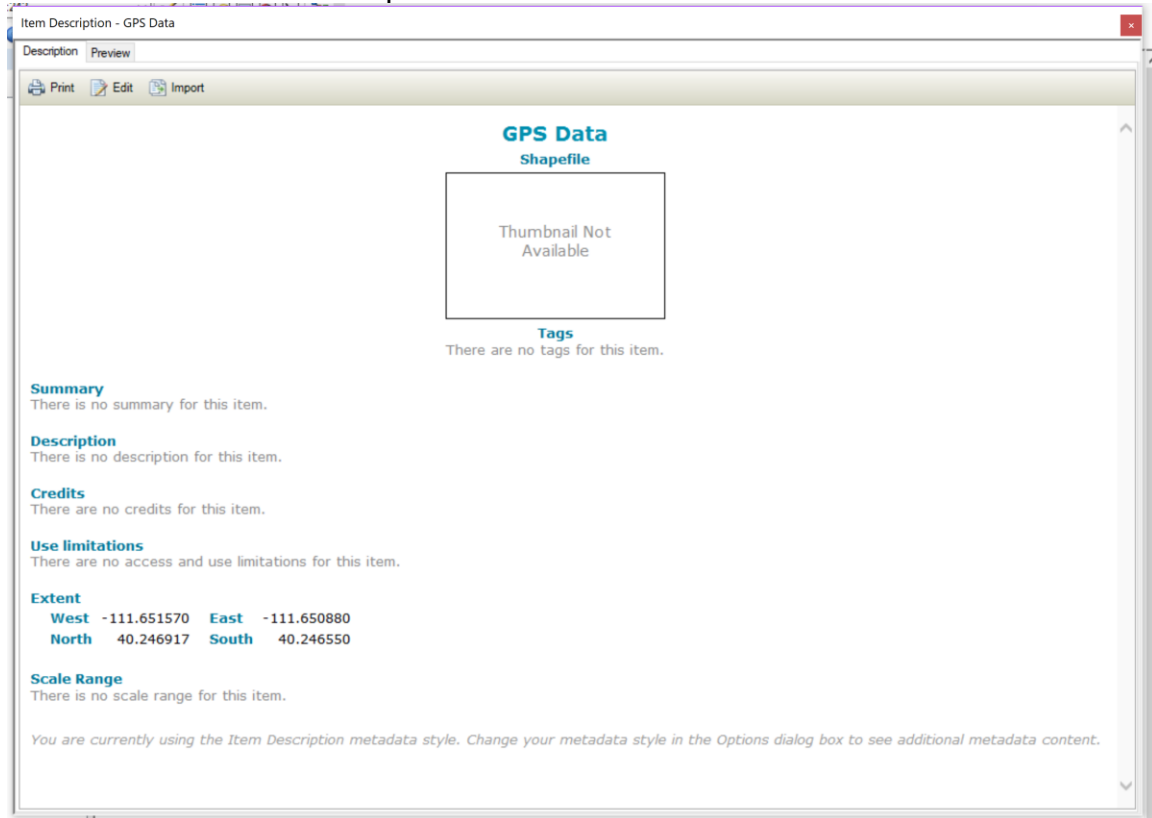 Item Description - GPS Data
Description Preview
Print Edit Import
GPS Data
Shapefile
Thumbnail Not
Available
Tags
There are no tags for this item.
Summary
There is no summary for this item.
Description
There is no description for this item.
Credits
There are no credits for this item.
Use limitations
There are no access and use limitations for this item.
Extent
West -111.651570 East -111.650880
North 40.246917 South 40.246550
Scale Range
There is no scale range for this item.
You are currently using the Item Description metadata style. Change your metadata style in the Options dialog box to see additional metadata content.